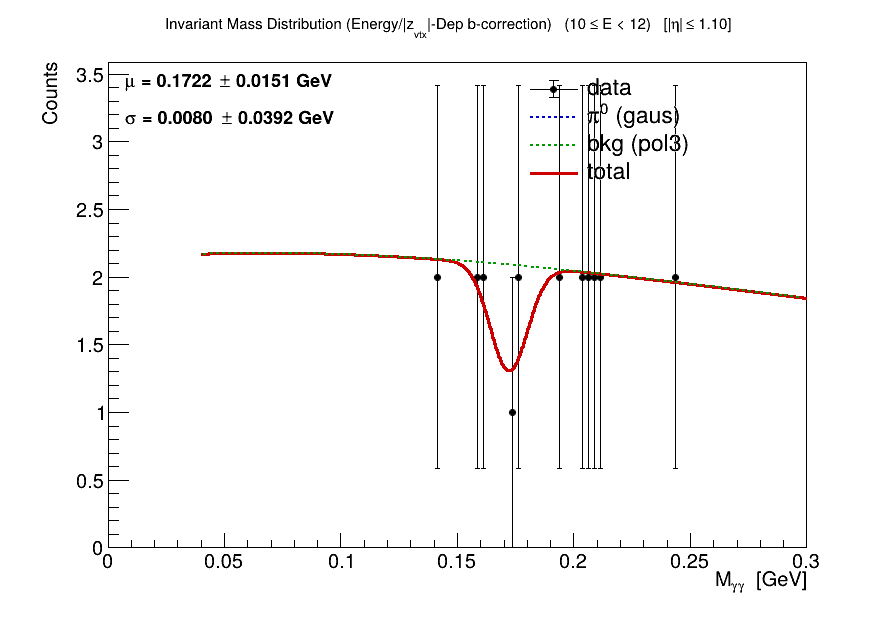 Invariant Mass Distribution (Energy/|z_vtx|-Dep b-correction) (10 ≤ E < 12) [|η| ≤ 1.10]
Counts
μ = 0.1722 ± 0.0151 GeV
σ = 0.0080 ± 0.0392 GeV
data
π⁰ (gaus)
bkg (pol3)
total
3.5
3
2.5
2
1.5
1
0.5
0
0 0.05 0.1 0.15 0.2 0.25 0.3
M_γγ [GeV]